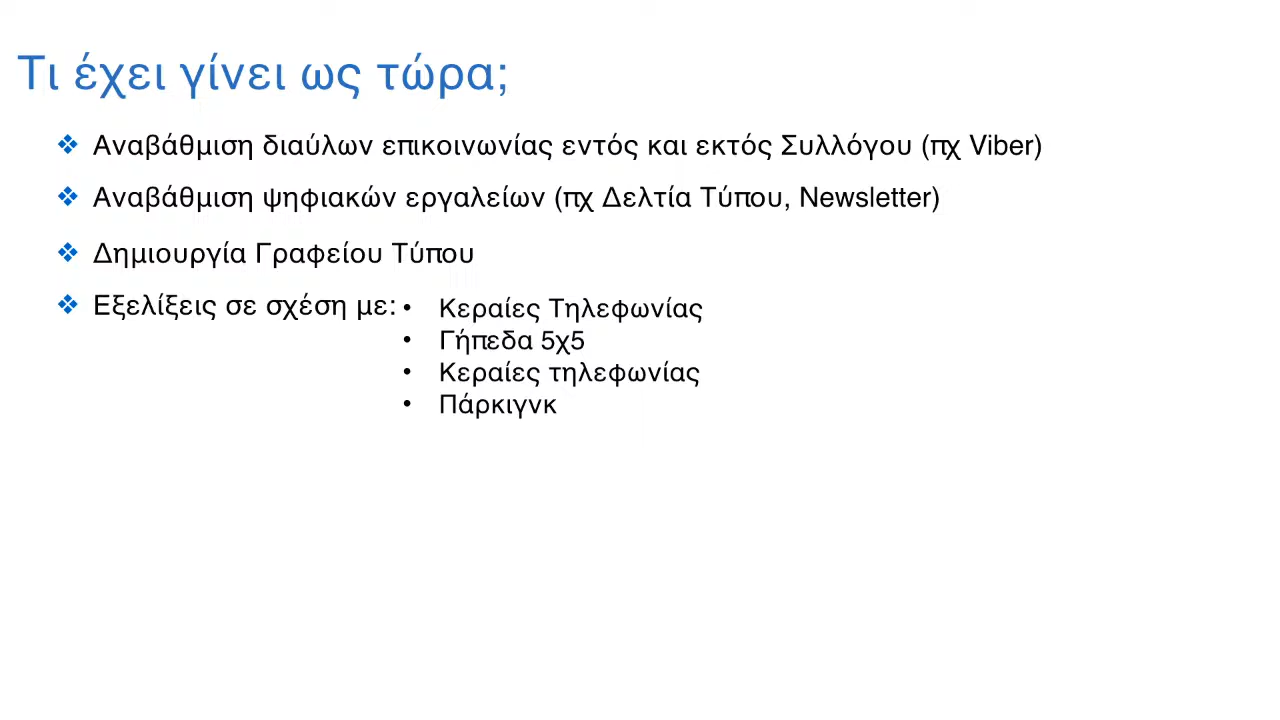 Τι έχει γίνει ως τώρα;
❖ Αναβάθμιση διαύλων επικοινωνίας εντός και εκτός Συλλόγου (πχ Viber)
❖ Αναβάθμιση ψηφιακών εργαλείων (πχ Δελτία Τύπου, Newsletter)
❖ Δημιουργία Γραφείου Τύπου
❖ Εξελίξεις σε σχέση με:
• Κεραίες Τηλεφωνίας
• Γήπεδα 5χ5
• Κεραίες τηλεφωνίας
• Πάρκιγνκ